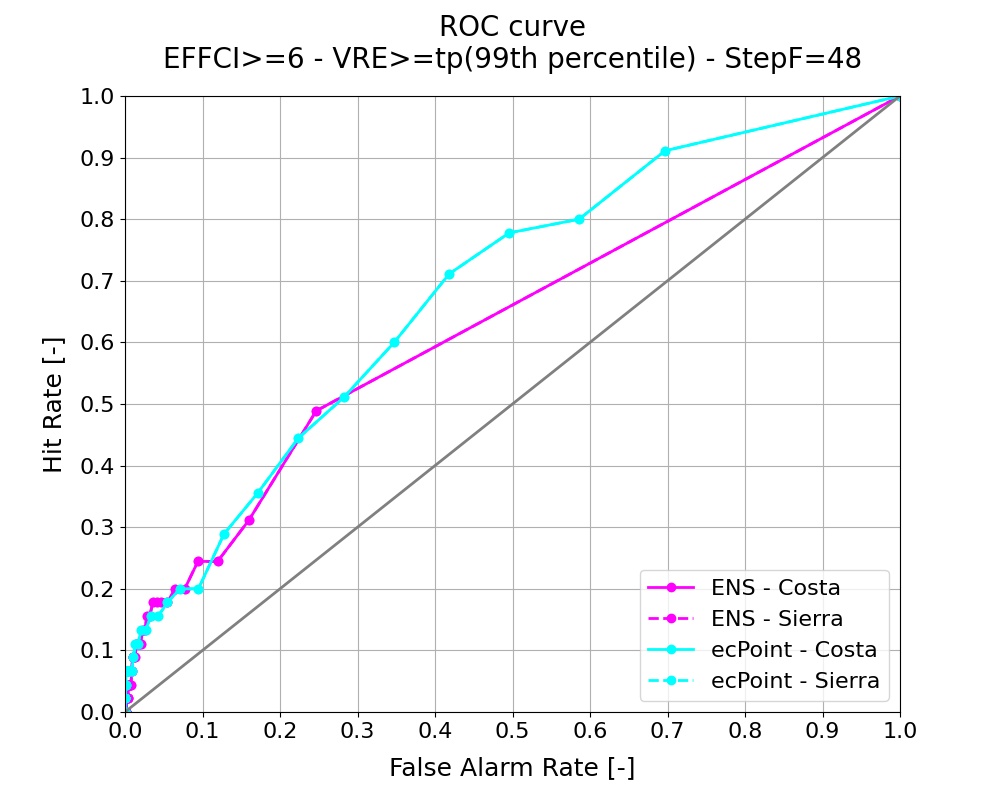 ROC curve
EFFCI>=6 - VRE>=tp(99th percentile) - StepF=48
1.0
0.9
0.8
0.7
0.6
0.5
0.4
0.3
0.2
0.1
0.0
Hit Rate [-]
ENS - Costa
ENS - Sierra
ecPoint - Costa
ecPoint - Sierra
0.0 0.1 0.2 0.3 0.4 0.5 0.6 0.7 0.8 0.9 1.0
False Alarm Rate [-]